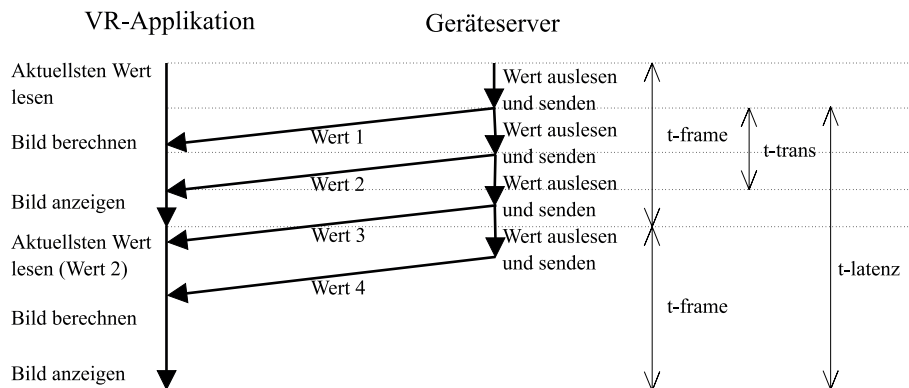 VR-Applikation
Geräteserver
Aktuellsten Wert
lesen
Bild berechnen
Bild anzeigen
Aktuellsten Wert
lesen (Wert 2)
Bild berechnen
Bild anzeigen
Wert 1
Wert 2
Wert 3
Wert 4
Wert auslesen
und senden
Wert auslesen
und senden
Wert auslesen
und senden
Wert auslesen
und senden
t-frame
t-frame
t-trans
t-latenz